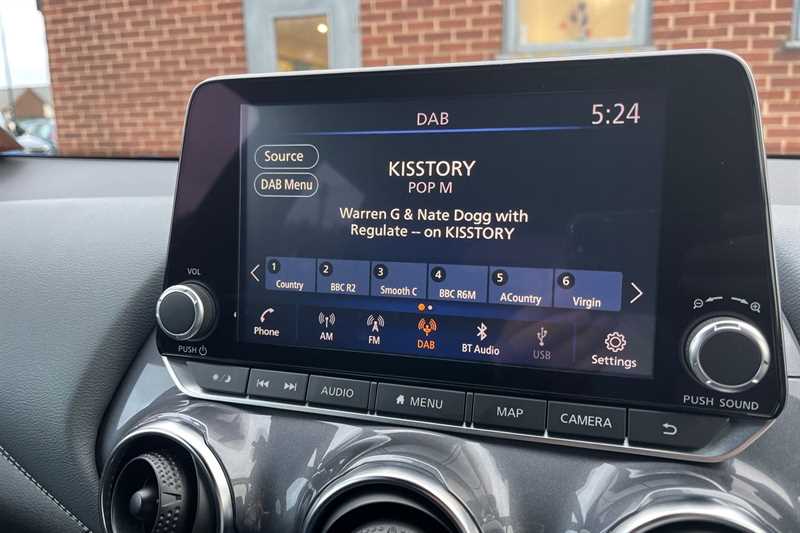 DAB
5:24
Source
DAB Menu
KISSTORY
POP M
Warren G & Nate Dogg with
Regulate -- on KISSTORY
1 Country
2 BBC R2
3 Smooth C
4 BBC R6M
5 ACountry
6 Virgin
Phone
AM
FM
DAB
BT Audio
USB
Settings
VOL
PUSH
PUSH SOUND
AUDIO
MENU
MAP
CAMERA